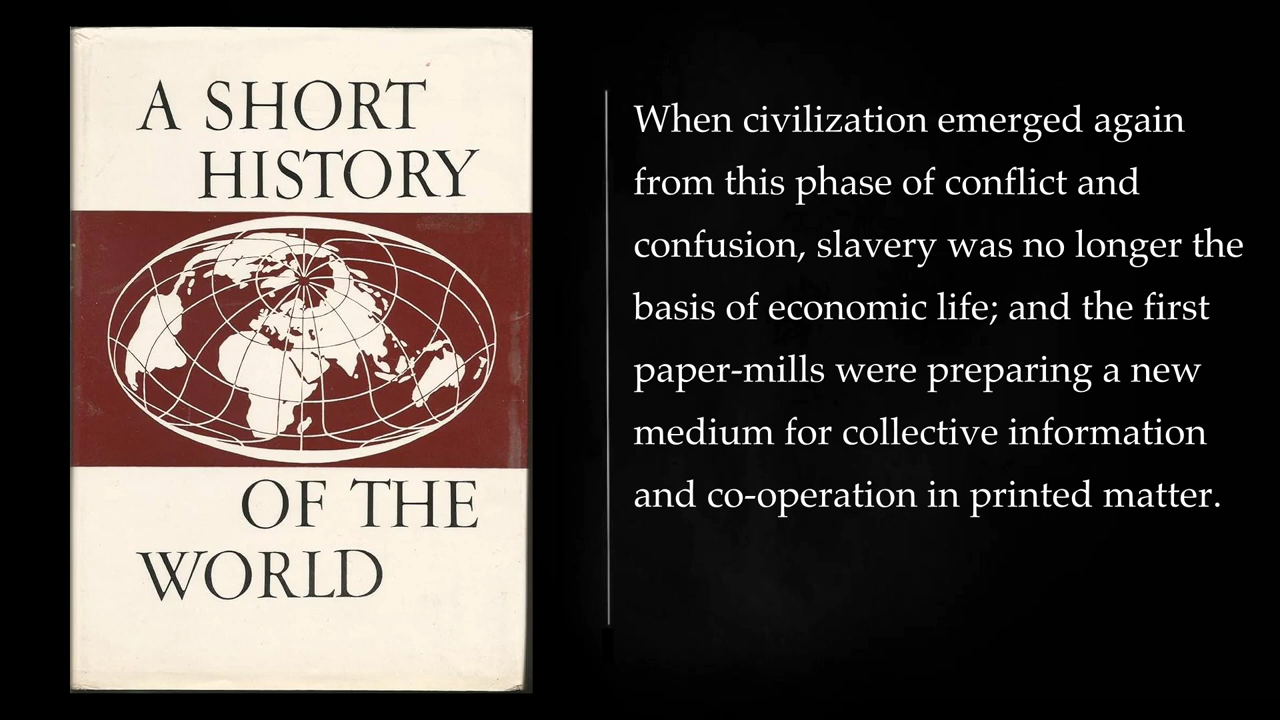 A SHORT
HISTORY
OF THE
WORLD
When civilization emerged again
from this phase of conflict and
confusion, slavery was no longer the
basis of economic life; and the first
paper-mills were preparing a new
medium for collective information
and co-operation in printed matter.